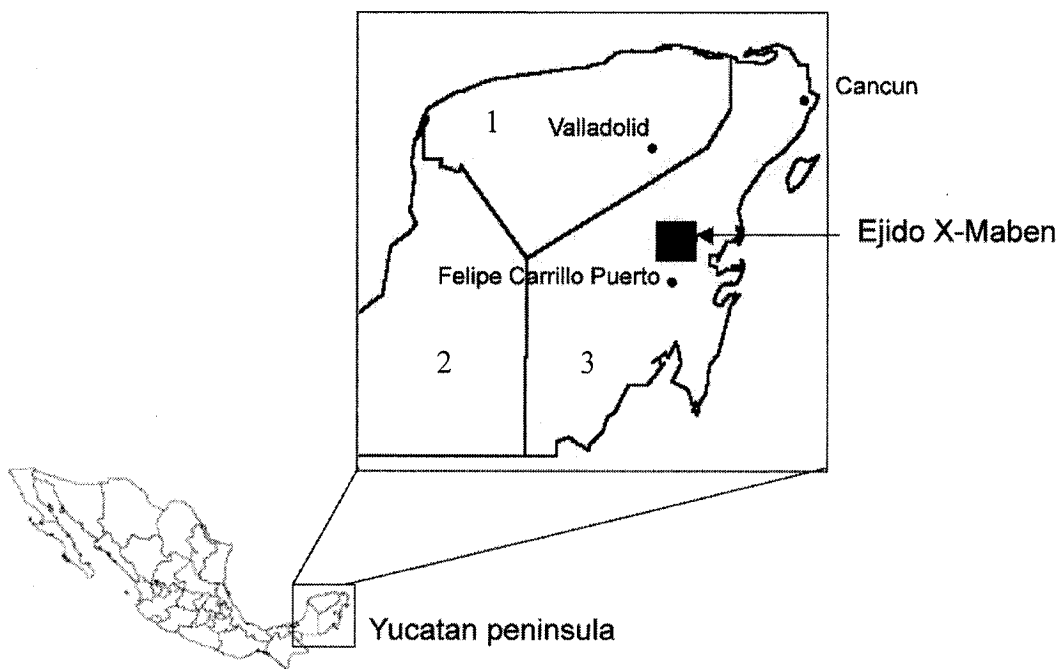 Cancun
1
Valladolid
Ejido X-Maben
Felipe Carrillo Puerto
2
3
Yucatan peninsula